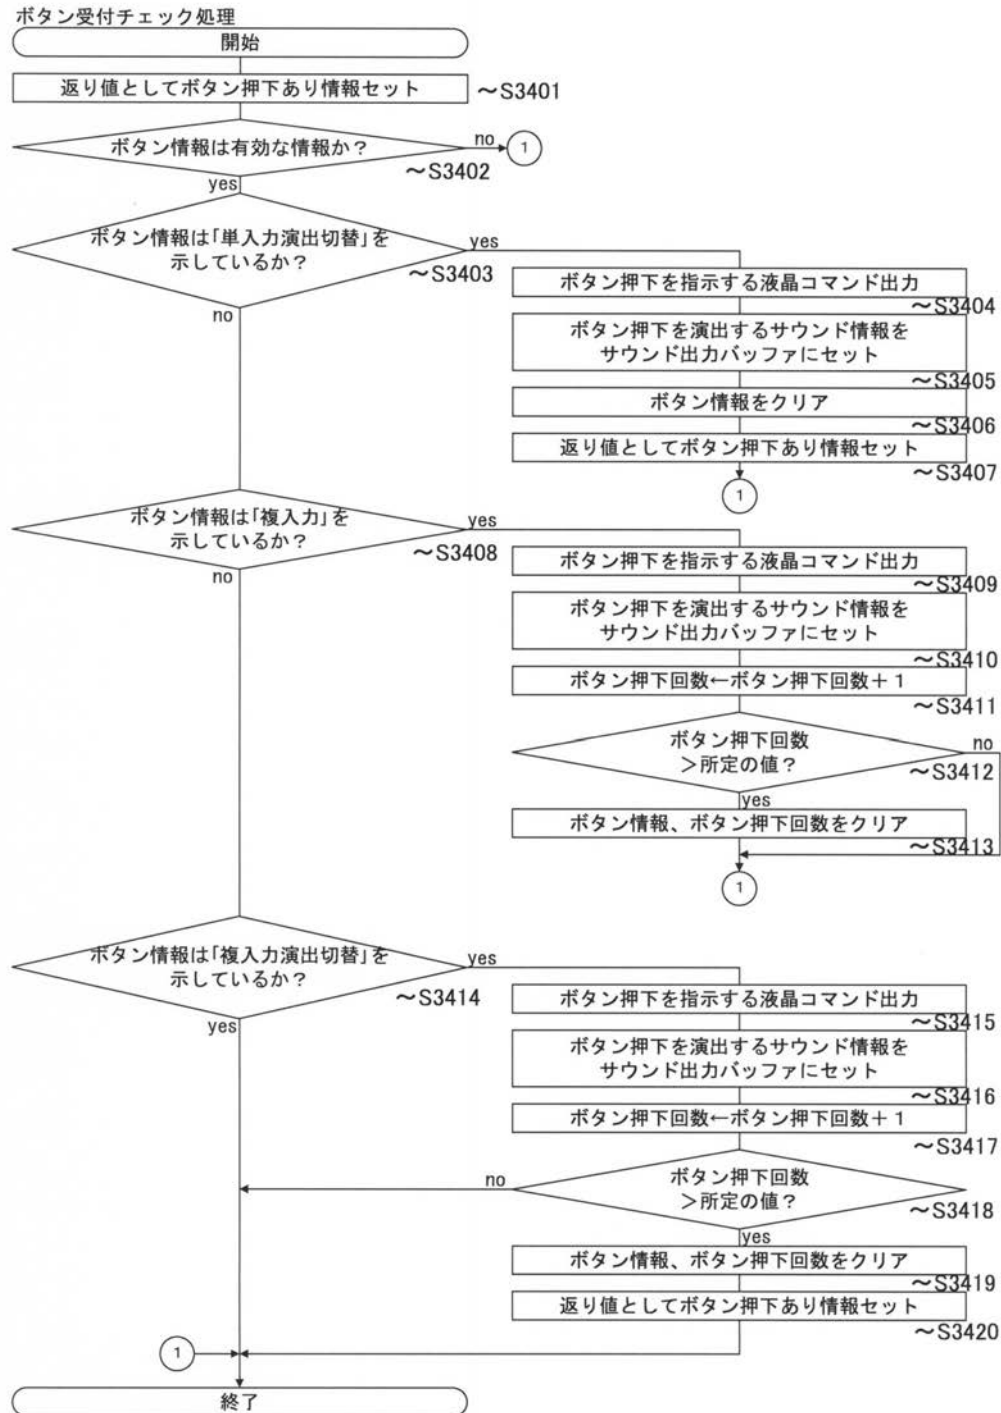 ボタン受付チェック処理
開始
返り値としてボタン押下あり情報セット
～S3401
ボタン情報は有効な情報か？
no
1
～S3402
yes
ボタン情報は｢単入力演出切替｣を
示しているか？
yes
～S3403
no
ボタン押下を指示する液晶コマンド出力
～S3404
ボタン押下を演出するサウンド情報を
サウンド出力バッファにセット
～S3405
ボタン情報をクリア
～S3406
返り値としてボタン押下あり情報セット
～S3407
1
ボタン情報は｢複入力｣を
示しているか？
yes
～S3408
no
ボタン押下を指示する液晶コマンド出力
～S3409
ボタン押下を演出するサウンド情報を
サウンド出力バッファにセット
～S3410
ボタン押下回数←ボタン押下回数＋１
～S3411
ボタン押下回数
＞所定の値？
no
～S3412
yes
ボタン情報、ボタン押下回数をクリア
～S3413
1
ボタン情報は｢複入力演出切替｣を
示しているか？
yes
～S3414
yes
ボタン押下を指示する液晶コマンド出力
～S3415
ボタン押下を演出するサウンド情報を
サウンド出力バッファにセット
～S3416
ボタン押下回数←ボタン押下回数＋１
～S3417
ボタン押下回数
＞所定の値？
no
～S3418
yes
ボタン情報、ボタン押下回数をクリア
～S3419
返り値としてボタン押下あり情報セット
～S3420
1
終了